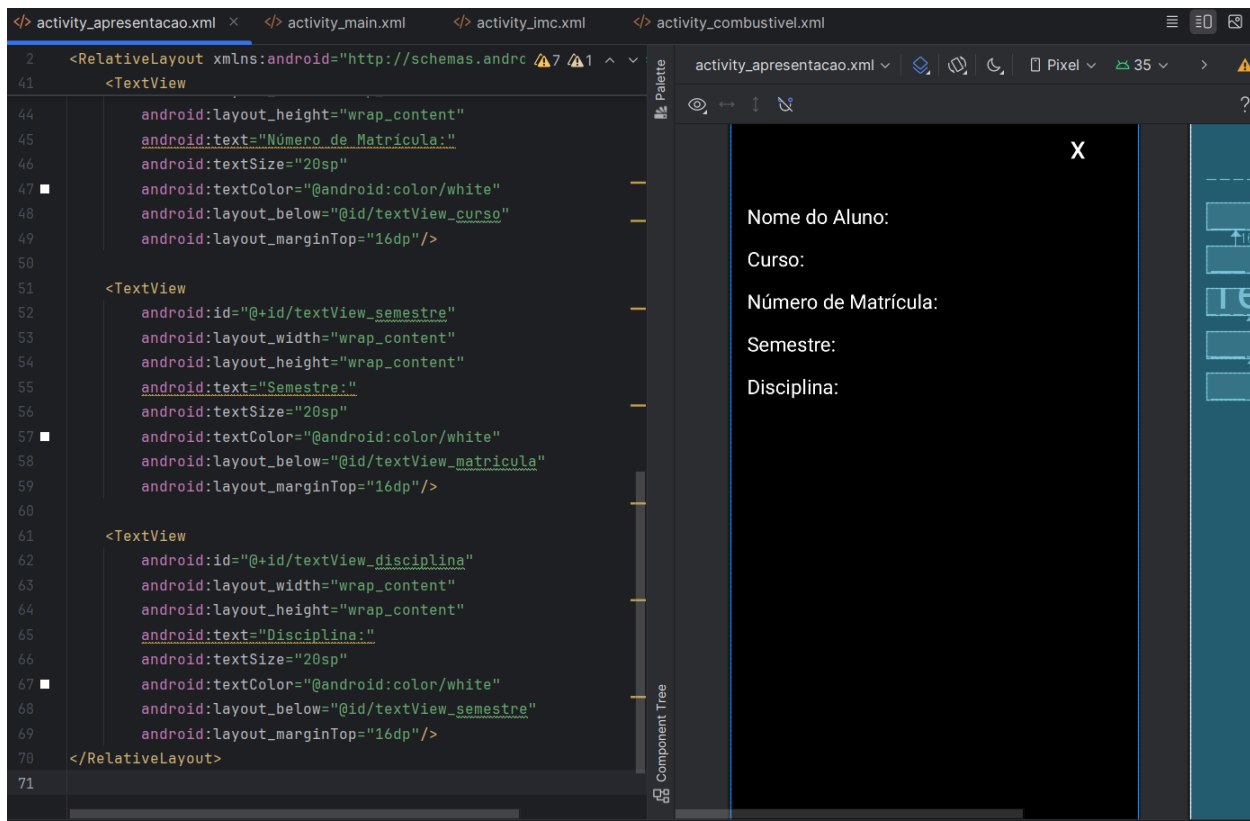 </> activity_apresentacao.xml × </> activity_main.xml </> activity_imc.xml </> activity_combustivel.xml
2 <RelativeLayout xmlns:android="http://schemas.andro 7 1
41 <TextView
44 android:layout_height="wrap_content"
45 android:text="Número de Matrícula:"
46 android:textSize="20sp"
47 android:textColor="@android:color/white"
48 android:layout_below="@id/textView_curso"
49 android:layout_marginTop="16dp"/>
50
51 <TextView
52 android:id="@+id/textView_semestre"
53 android:layout_width="wrap_content"
54 android:layout_height="wrap_content"
55 android:text="Semestre:"
56 android:textSize="20sp"
57 android:textColor="@android:color/white"
58 android:layout_below="@id/textView_matricula"
59 android:layout_marginTop="16dp"/>
60
61 <TextView
62 android:id="@+id/textView_disciplina"
63 android:layout_width="wrap_content"
64 android:layout_height="wrap_content"
65 android:text="Disciplina:"
66 android:textSize="20sp"
67 android:textColor="@android:color/white"
68 android:layout_below="@id/textView_semestre"
69 android:layout_marginTop="16dp"/>
70 </RelativeLayout>
71
Palette
Component Tree
activity_apresentacao.xml Pixel 35
?
X
Nome do Aluno:
Curso:
Número de Matrícula:
Semestre:
Disciplina: